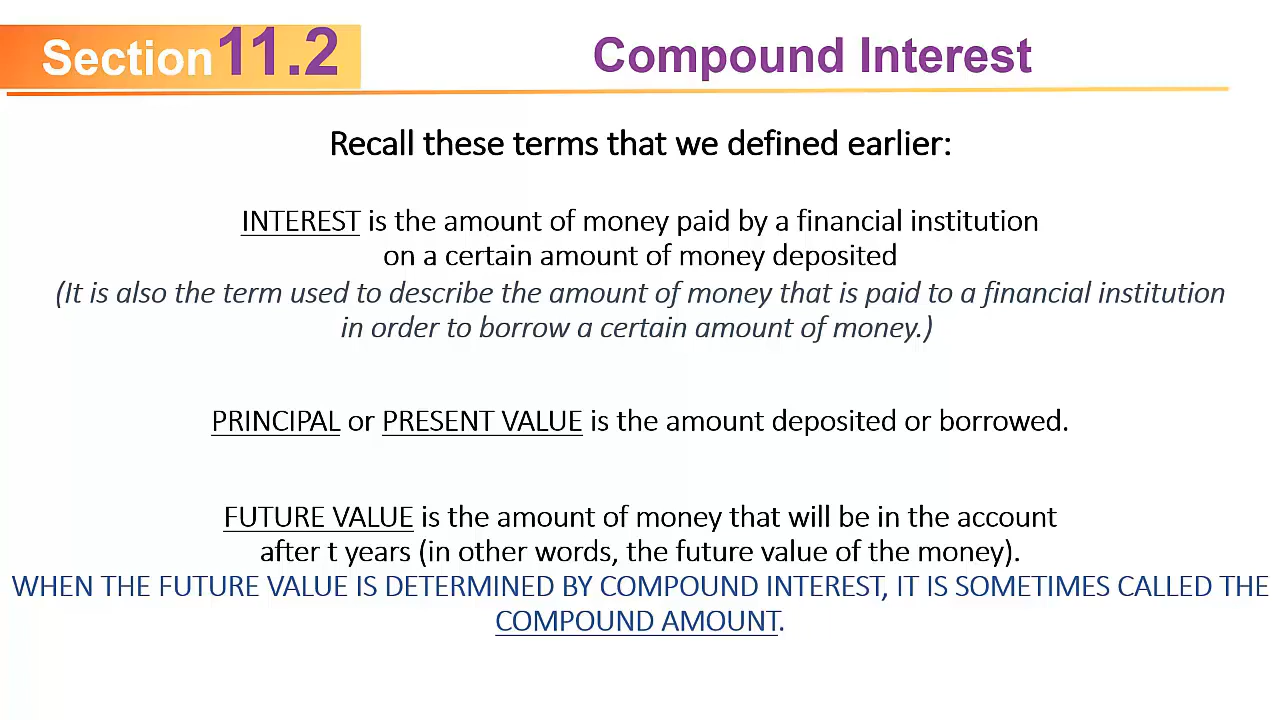 Section 11.2
Compound Interest
Recall these terms that we defined earlier:
INTEREST is the amount of money paid by a financial institution
on a certain amount of money deposited
(It is also the term used to describe the amount of money that is paid to a financial institution
in order to borrow a certain amount of money.)
PRINCIPAL or PRESENT VALUE is the amount deposited or borrowed.
FUTURE VALUE is the amount of money that will be in the account
after t years (in other words, the future value of the money).
WHEN THE FUTURE VALUE IS DETERMINED BY COMPOUND INTEREST, IT IS SOMETIMES CALLED THE
COMPOUND AMOUNT.